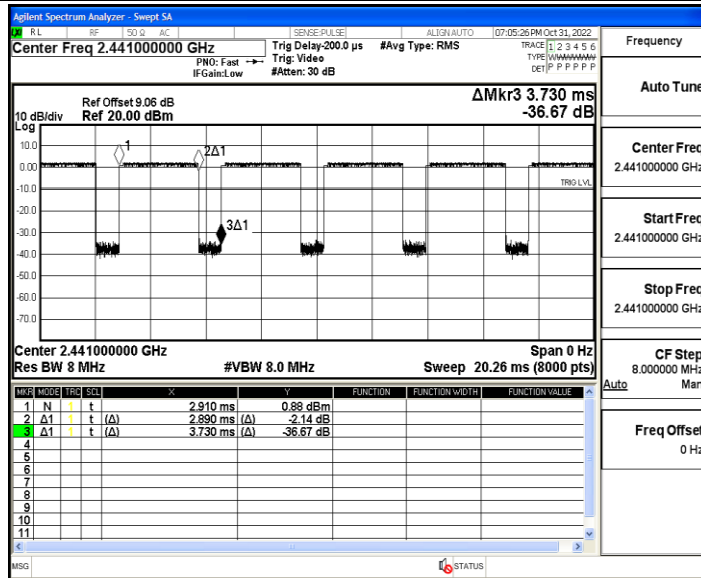 Agilent Spectrum Analyzer - Swept SA
RL RF 50 Ω AC SENSE:PULSE ALIGN AUTO 07:05:26 PM Oct 31, 2022
Center Freq 2.441000000 GHz
PNO: Fast
IFGain:Low
Trig Delay-200.0 µs
Trig: Video
#Atten: 30 dB
#Avg Type: RMS
TRACE 1 2 3 4 5 6
TYPE WWWWWW
DET P P P P P P
10 dB/div
Log
Ref Offset 9.06 dB
Ref 20.00 dBm
ΔMkr3 3.730 ms
-36.67 dB
10.0
0.00
-10.0
-20.0
-30.0
-40.0
-50.0
-60.0
-70.0
1
2Δ1
3Δ1
TRIG LVL
Center 2.441000000 GHz Span 0 Hz
Res BW 8 MHz #VBW 8.0 MHz Sweep 20.26 ms (8000 pts)
MKR MODE TRC SCL X Y FUNCTION FUNCTION WIDTH FUNCTION VALUE
1 N 1 t 2.910 ms 0.88 dBm
2 Δ1 1 t (Δ) 2.890 ms (Δ) -2.14 dB
3 Δ1 1 t (Δ) 3.730 ms (Δ) -36.67 dB
4
5
6
7
8
9
10
11
MSG STATUS
Frequency
Auto Tune
Center Freq
2.441000000 GHz
Start Freq
2.441000000 GHz
Stop Freq
2.441000000 GHz
CF Step
8.000000 MHz
Auto Man
Freq Offset
0 Hz